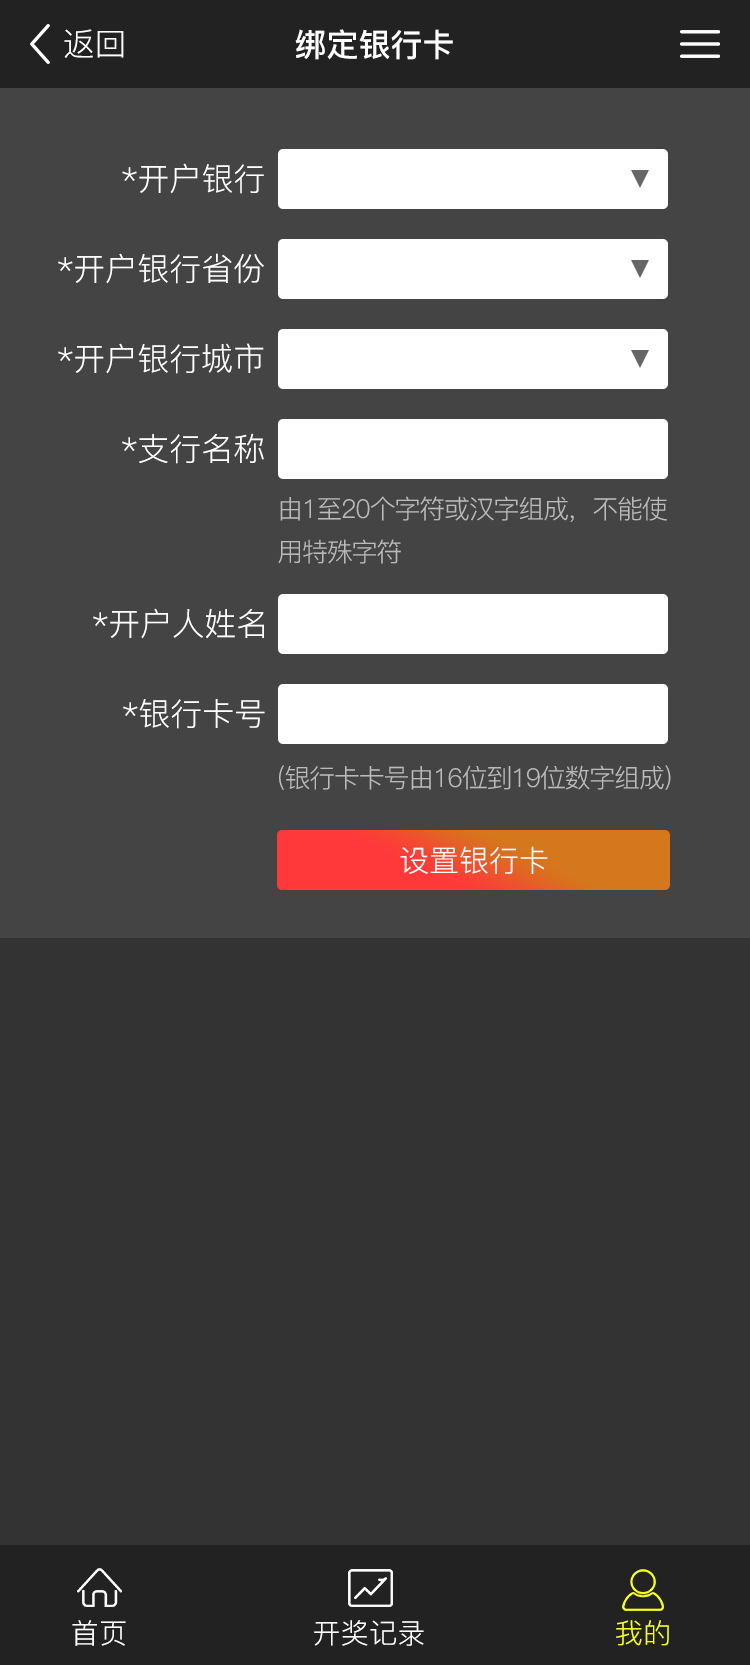 返回
绑定银行卡
*开户银行
*开户银行省份
*开户银行城市
*支行名称
由1至20个字符或汉字组成，不能使
用特殊字符
*开户人姓名
*银行卡号
(银行卡卡号由16位到19位数字组成)
设置银行卡
首页
开奖记录
我的